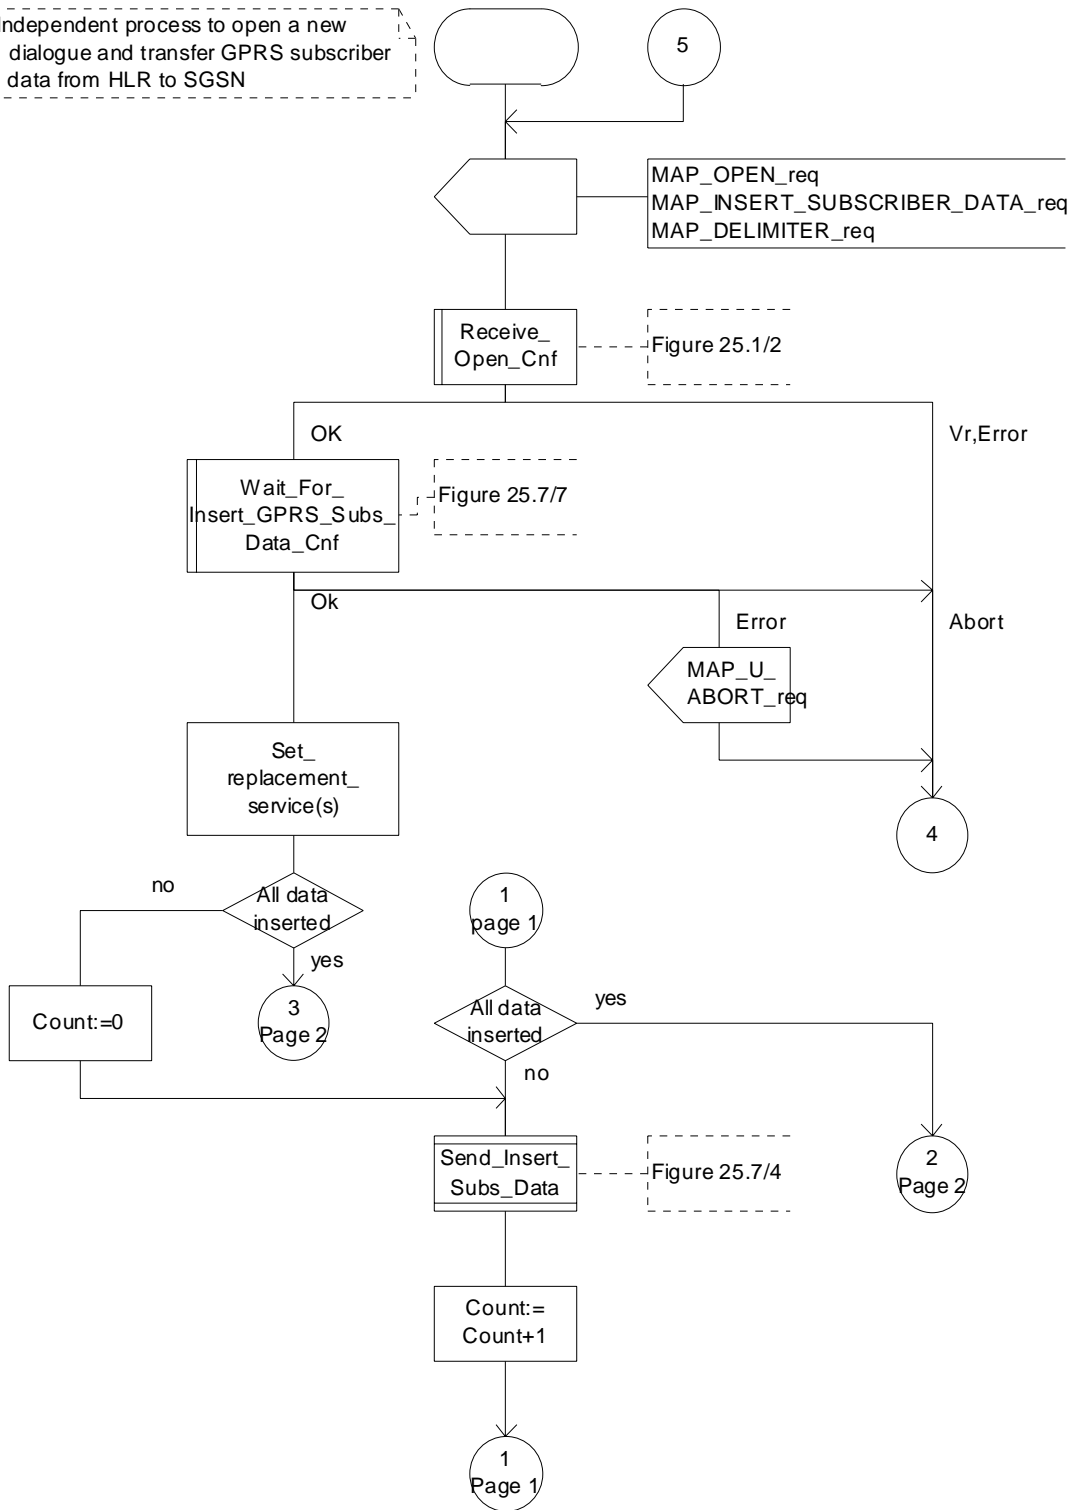 Independent process to open a new
dialogue and transfer GPRS subscriber
data from HLR to SGSN
5
MAP_OPEN_req
MAP_INSERT_SUBSCRIBER_DATA_req
MAP_DELIMITER_req
Receive_
Open_Cnf
Figure 25.1/2
OK
Vr,Error
Wait_For_
Insert_GPRS_Subs_
Data_Cnf
Figure 25.7/7
Ok
Error
Abort
MAP_U_
ABORT_req
Set_
replacement_
service(s)
4
no
All data
inserted
yes
1
page 1
Count:=0
3
Page 2
All data
inserted
yes
no
Send_Insert_
Subs_Data
Figure 25.7/4
2
Page 2
Count:=
Count+1
1
Page 1